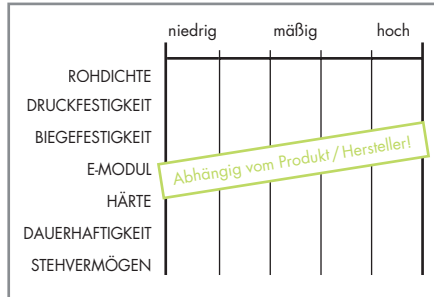 niedrig mäßig hoch
ROHDICHTE
DRUCKFESTIGKEIT
BIEGEFESTIGKEIT
E-MODUL
Abhängig vom Produkt / Hersteller!
HÄRTE
DAUERHAFTIGKEIT
STEHVERMÖGEN